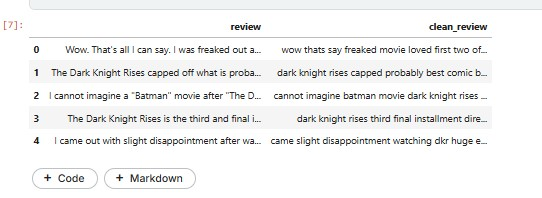 [7]:
review clean_review
0 Wow. That's all I can say. I was freaked out a... wow thats say freaked movie loved first two of...
1 The Dark Knight Rises capped off what is proba... dark knight rises capped probably best comic b...
2 I cannot imagine a "Batman" movie after "The D... cannot imagine batman movie dark knight rises ...
3 The Dark Knight Rises is the third and final i... dark knight rises third final installment dire...
4 I came out with slight disappointment after wa... came slight disappointment watching dkr huge e...
+ Code + Markdown